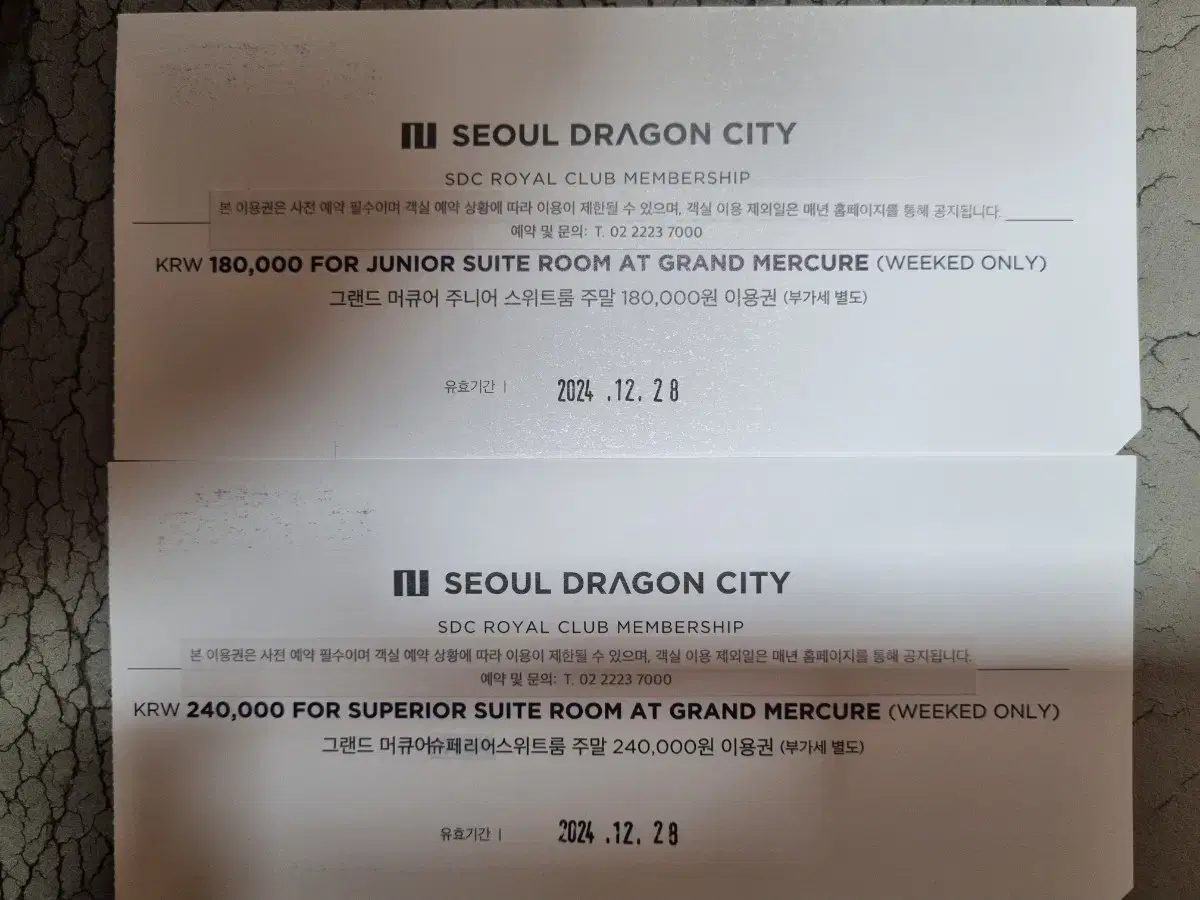 SEOUL DRAGON CITY
SDC ROYAL CLUB MEMBERSHIP
본 이용권은 사전 예약 필수이며 객실 예약 상황에 따라 이용이 제한될 수 있으며, 객실 이용 제외일은 매년 홈페이지를 통해 공지됩니다.
예약 및 문의: T. 02 2223 7000
KRW 180,000 FOR JUNIOR SUITE ROOM AT GRAND MERCURE (WEEKED ONLY)
그랜드 머큐어 주니어 스위트룸 주말 180,000원 이용권 (부가세 별도)
유효기간 | 2024 .12. 28
SEOUL DRAGON CITY
SDC ROYAL CLUB MEMBERSHIP
본 이용권은 사전 예약 필수이며 객실 예약 상황에 따라 이용이 제한될 수 있으며, 객실 이용 제외일은 매년 홈페이지를 통해 공지됩니다.
예약 및 문의: T. 02 2223 7000
KRW 240,000 FOR SUPERIOR SUITE ROOM AT GRAND MERCURE (WEEKED ONLY)
그랜드 머큐어슈페리어스위트룸 주말 240,000원 이용권 (부가세 별도)
유효기간 | 2024 .12. 28